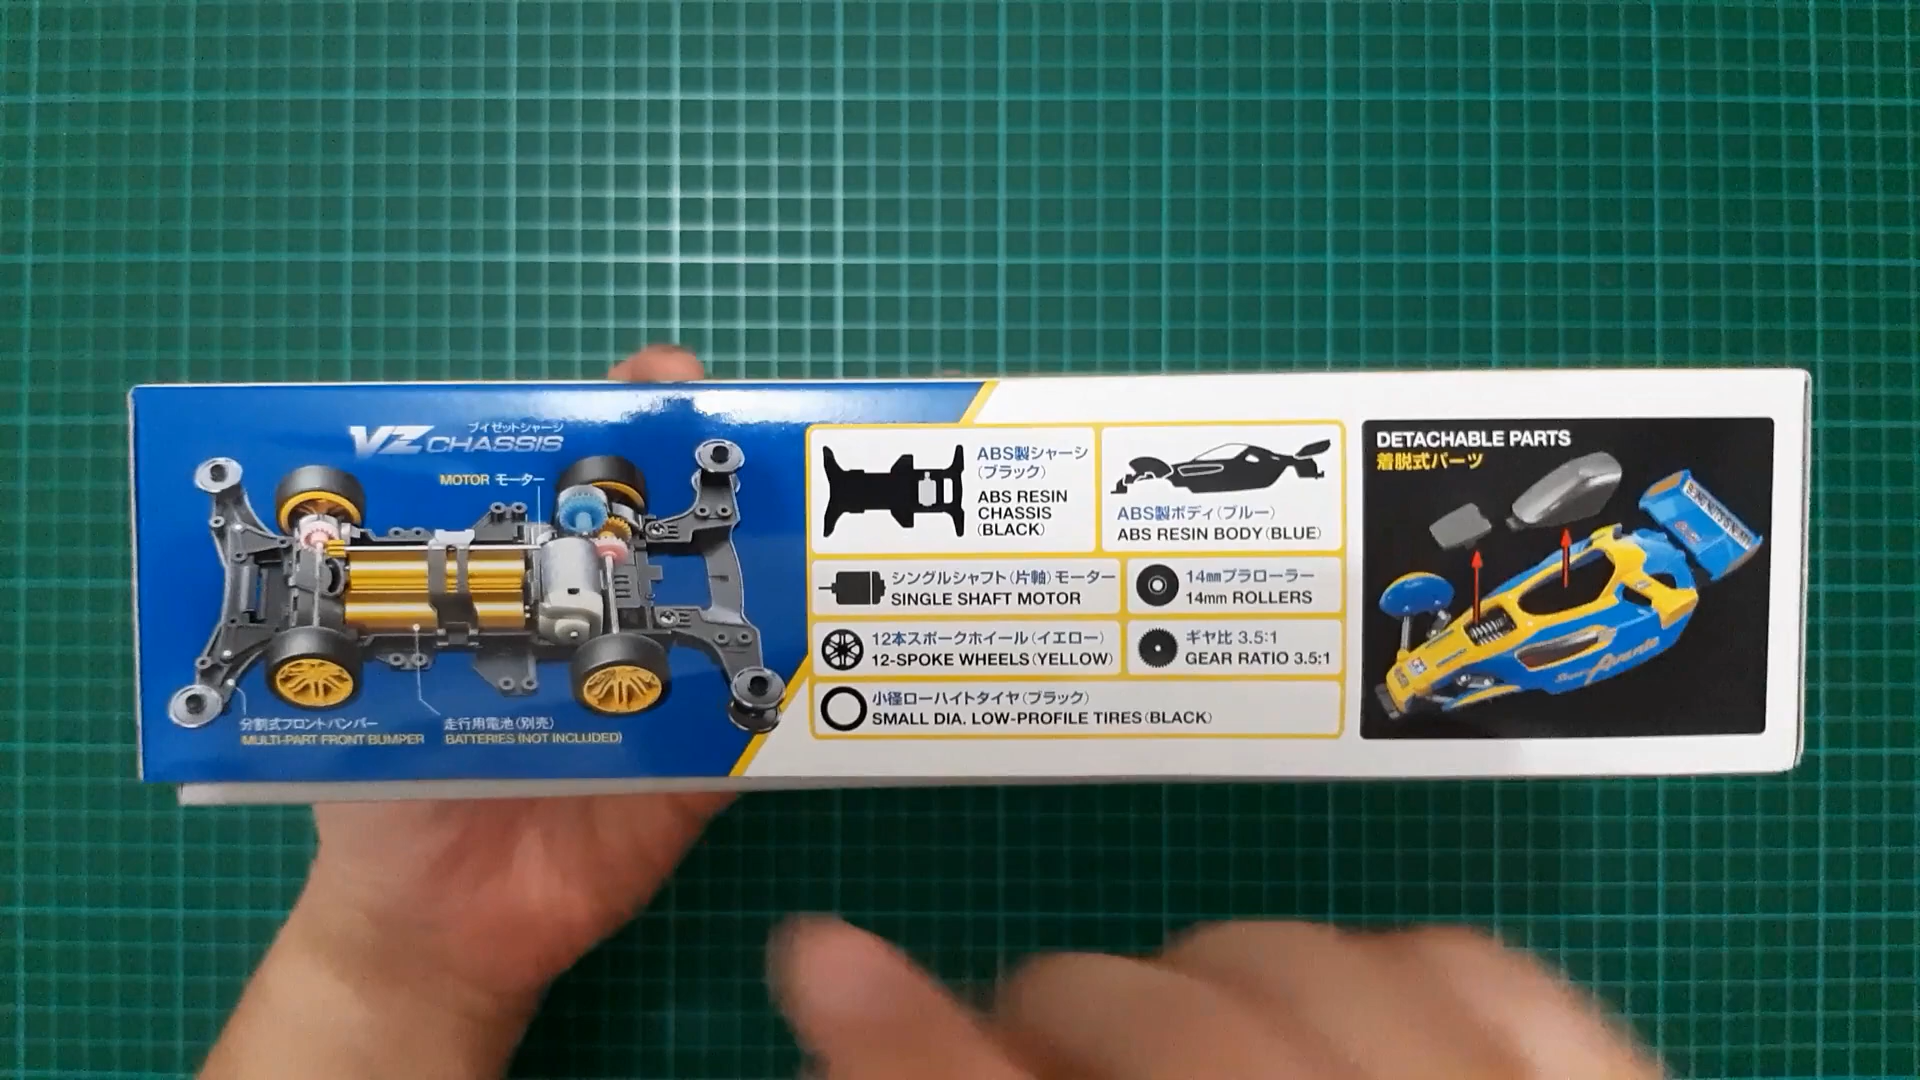 ブイゼットシャーシ
VZ CHASSIS
MOTOR モーター
分割式フロントバンパー
MULTI-PART FRONT BUMPER
走行用電池(別売)
BATTERIES (NOT INCLUDED)
ABS製シャーシ
(ブラック)
ABS RESIN
CHASSIS
(BLACK)
ABS製ボディ(ブルー)
ABS RESIN BODY (BLUE)
シングルシャフト(片軸)モーター
SINGLE SHAFT MOTOR
14mmプラローラー
14mm ROLLERS
12本スポークホイール(イエロー)
12-SPOKE WHEELS (YELLOW)
ギヤ比 3.5:1
GEAR RATIO 3.5:1
小径ローハイトタイヤ(ブラック)
SMALL DIA. LOW-PROFILE TIRES (BLACK)
DETACHABLE PARTS
着脱式パーツ
Avante